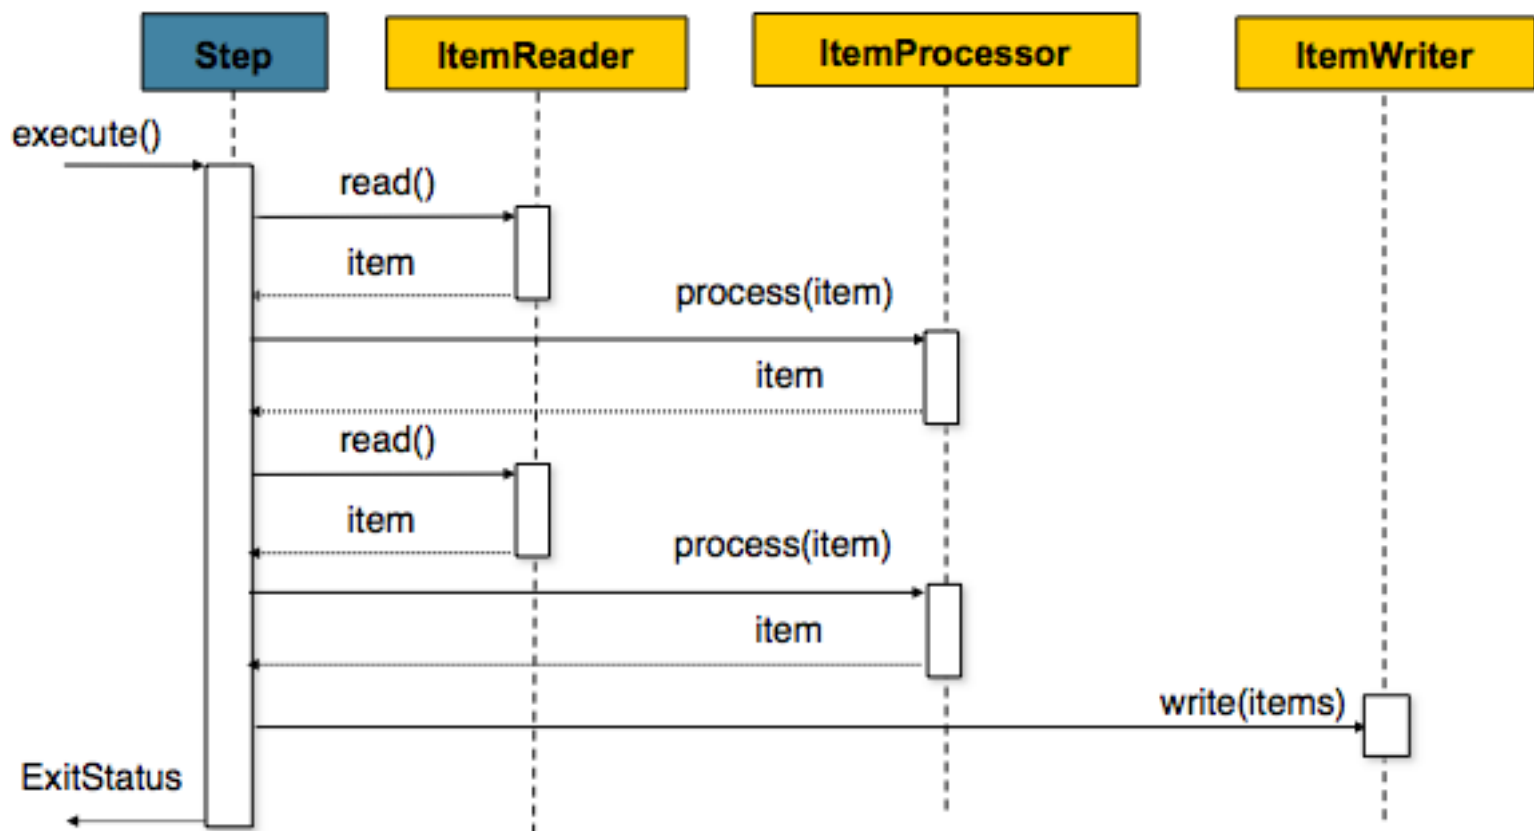 Step
ItemReader
ItemProcessor
ItemWriter
execute()
read()
item
process(item)
item
read()
item
process(item)
item
write(items)
ExitStatus